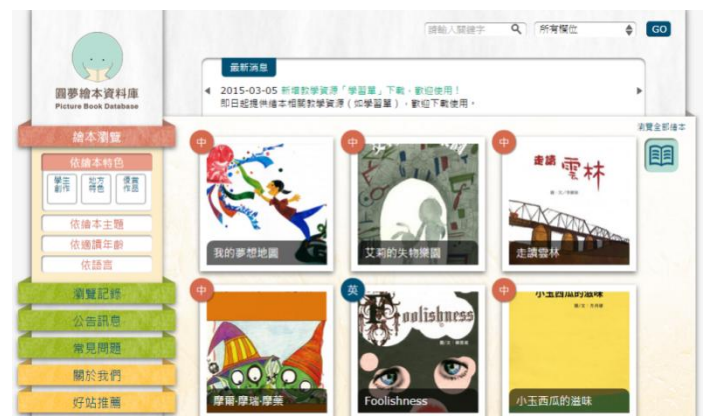 請輸入關鍵字
所有欄位
GO
圓夢繪本資料庫
Picture Book Database
最新消息
2015-03-05 新增教學資源「學習單」下載，歡迎使用！
即日起提供繪本相關教學資源（如學習單），歡迎下載使用。
瀏覽全部繪本
繪本瀏覽
依繪本特色
學生創作
地方特色
優質作品
依繪本主題
依適讀年齡
依語言
瀏覽記錄
公告訊息
常見問題
關於我們
好站推薦
中
我的夢想地圖
中
艾莉的失物樂園
中
走讀雲林
走讀雲林
中
摩爾·摩瑞·摩萊
英
Foolishness
Foolishness
中
小玉西瓜的滋味
小玉西瓜的滋味